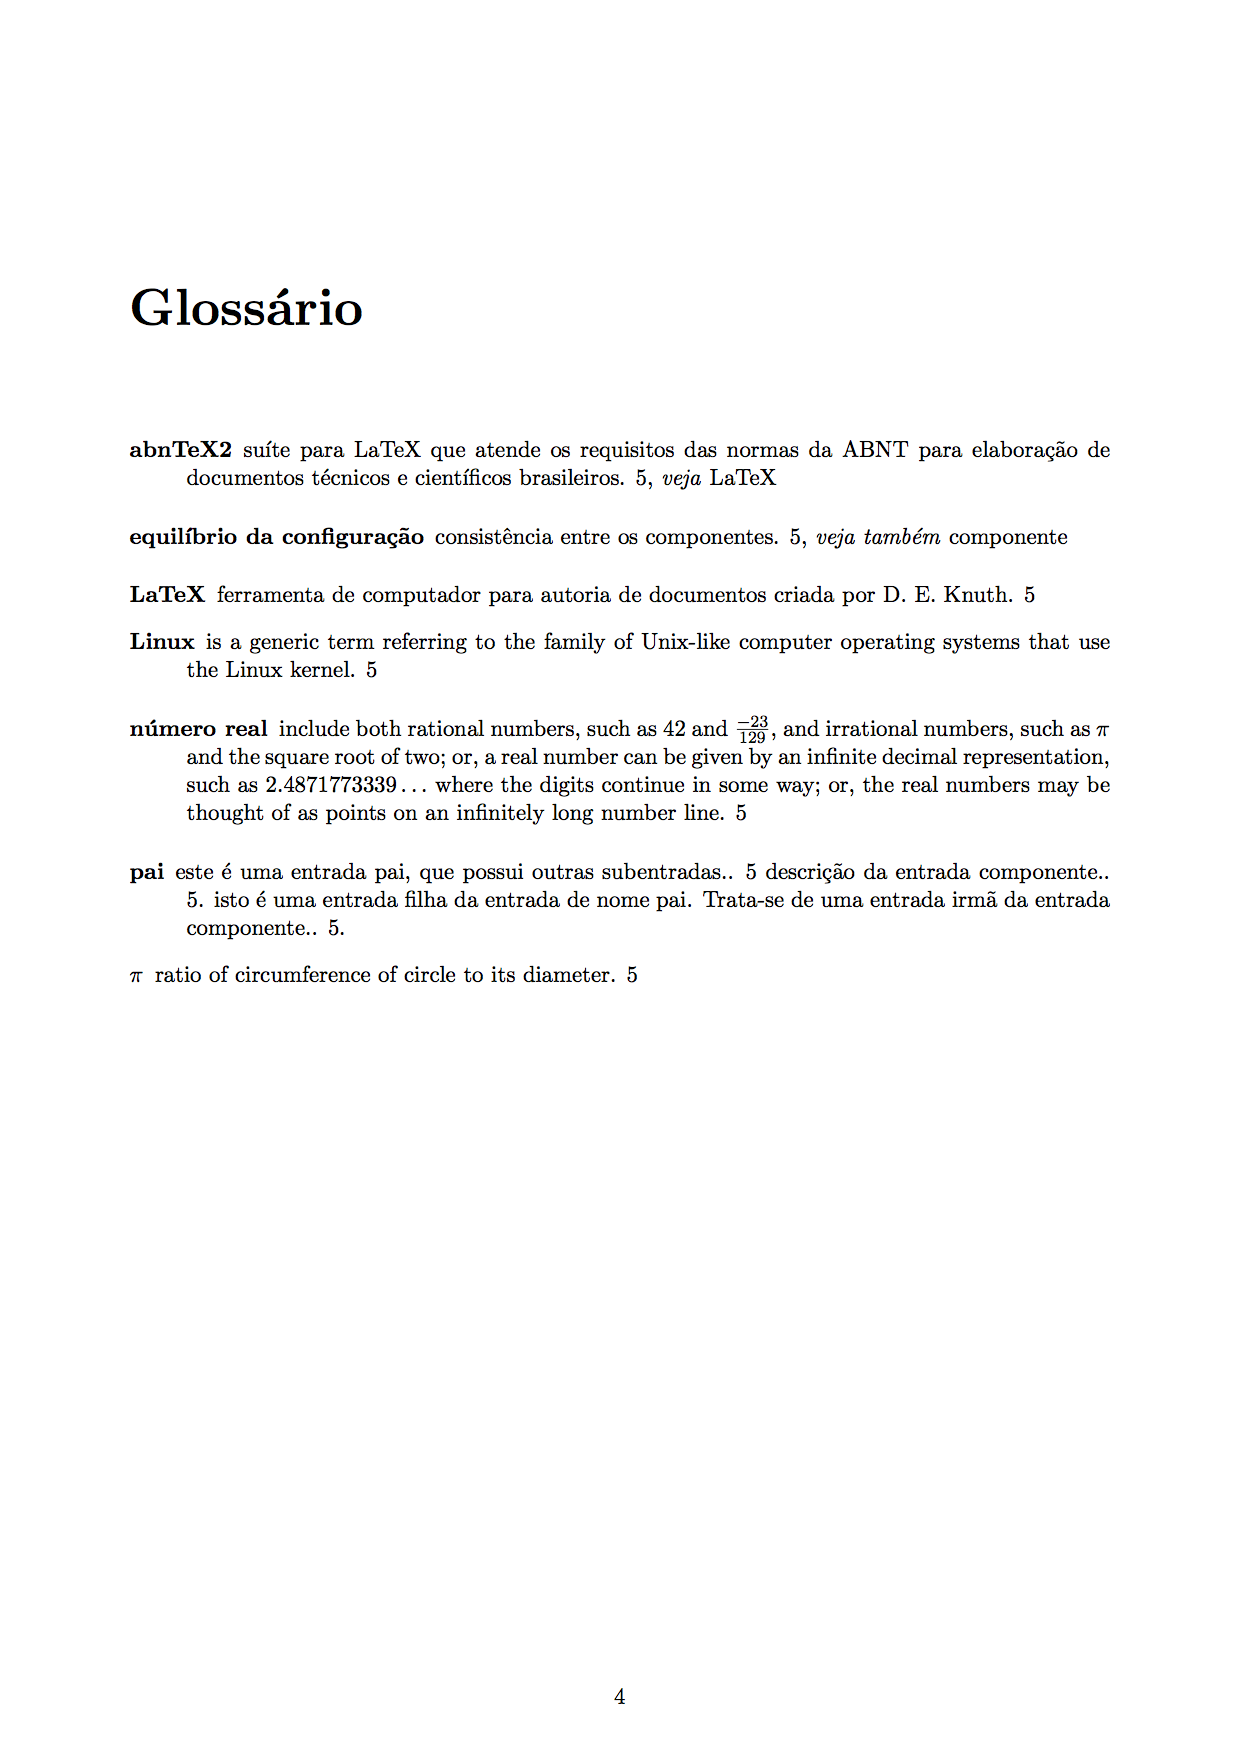 Glossário
abnTeX2 suíte para LaTeX que atende os requisitos das normas da ABNT para elaboração de
documentos técnicos e científicos brasileiros. 5, veja LaTeX
equilíbrio da configuração consistência entre os componentes. 5, veja também componente
LaTeX ferramenta de computador para autoria de documentos criada por D. E. Knuth. 5
Linux is a generic term referring to the family of Unix-like computer operating systems that use
the Linux kernel. 5
número real include both rational numbers, such as 42 and −23/129, and irrational numbers, such as π
and the square root of two; or, a real number can be given by an infinite decimal representation,
such as 2.4871773339... where the digits continue in some way; or, the real numbers may be
thought of as points on an infinitely long number line. 5
pai este é uma entrada pai, que possui outras subentradas.. 5 descrição da entrada componente..
5. isto é uma entrada filha da entrada de nome pai. Trata-se de uma entrada irmã da entrada
componente.. 5.
π ratio of circumference of circle to its diameter. 5
4